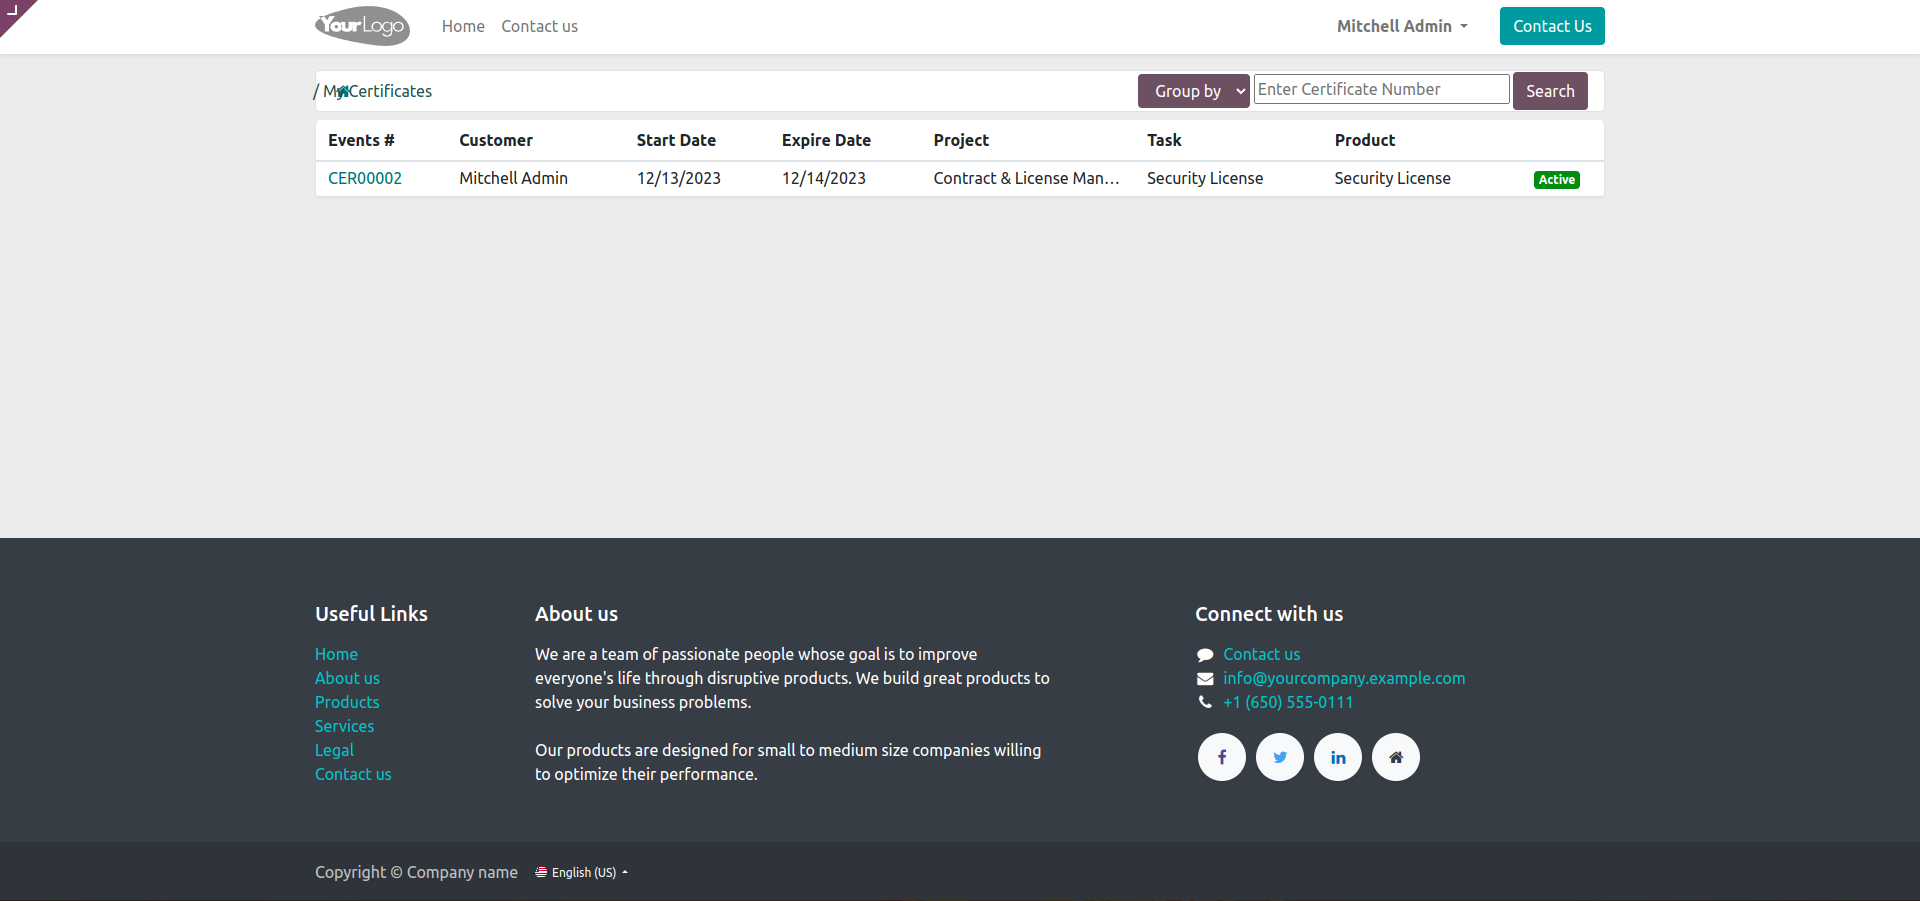 YourLogo Home Contact us Mitchell Admin Contact Us
/ My Certificates Group by Enter Certificate Number Search
Events # Customer Start Date Expire Date Project Task Product
CER00002 Mitchell Admin 12/13/2023 12/14/2023 Contract & License Man... Security License Security License Active
Useful Links
Home
About us
Products
Services
Legal
Contact us
About us
We are a team of passionate people whose goal is to improve
everyone's life through disruptive products. We build great products to
solve your business problems.
Our products are designed for small to medium size companies willing
to optimize their performance.
Connect with us
Contact us
info@yourcompany.example.com
+1 (650) 555-0111
Copyright © Company name English (US)